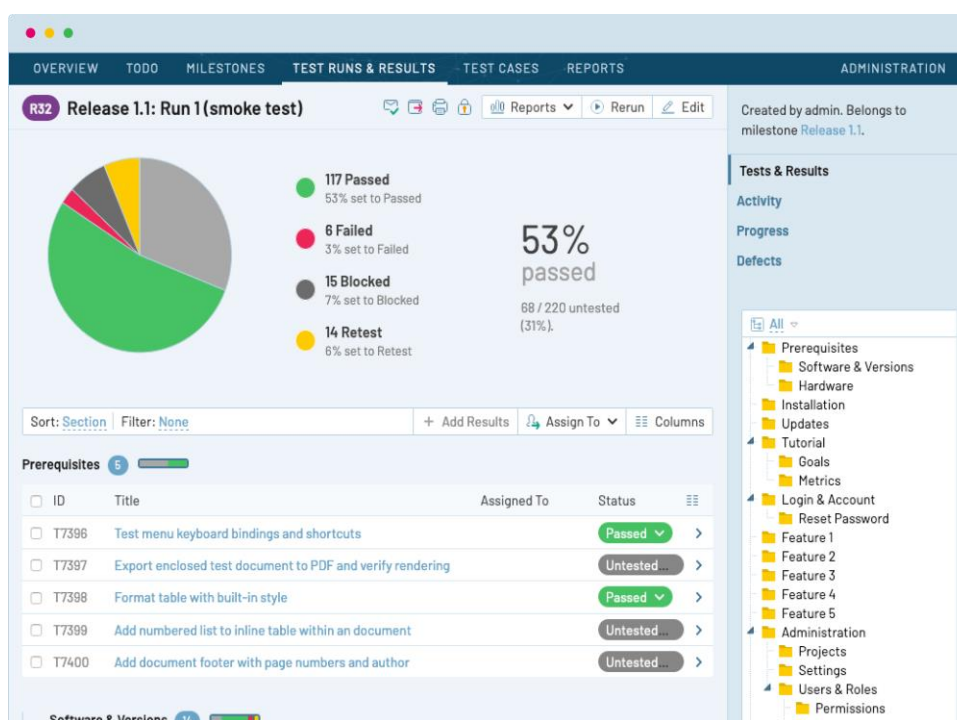 OVERVIEW TODO MILESTONES TEST RUNS & RESULTS TEST CASES REPORTS ADMINISTRATION
R32 Release 1.1: Run 1 (smoke test) Reports Rerun Edit
Created by admin. Belongs to
milestone Release 1.1.
117 Passed
53% set to Passed
6 Failed
3% set to Failed
15 Blocked
7% set to Blocked
14 Retest
6% set to Retest
53%
passed
68 / 220 untested
(31%).
Tests & Results
Activity
Progress
Defects
Sort: Section Filter: None + Add Results Assign To Columns
Prerequisites 5
ID Title Assigned To Status
T7396 Test menu keyboard bindings and shortcuts Passed
T7397 Export enclosed test document to PDF and verify rendering Untested...
T7398 Format table with built-in style Passed
T7399 Add numbered list to inline table within an document Untested...
T7400 Add document footer with page numbers and author Untested...
Software & Versions 14
All
Prerequisites
Software & Versions
Hardware
Installation
Updates
Tutorial
Goals
Metrics
Login & Account
Reset Password
Feature 1
Feature 2
Feature 3
Feature 4
Feature 5
Administration
Projects
Settings
Users & Roles
Permissions